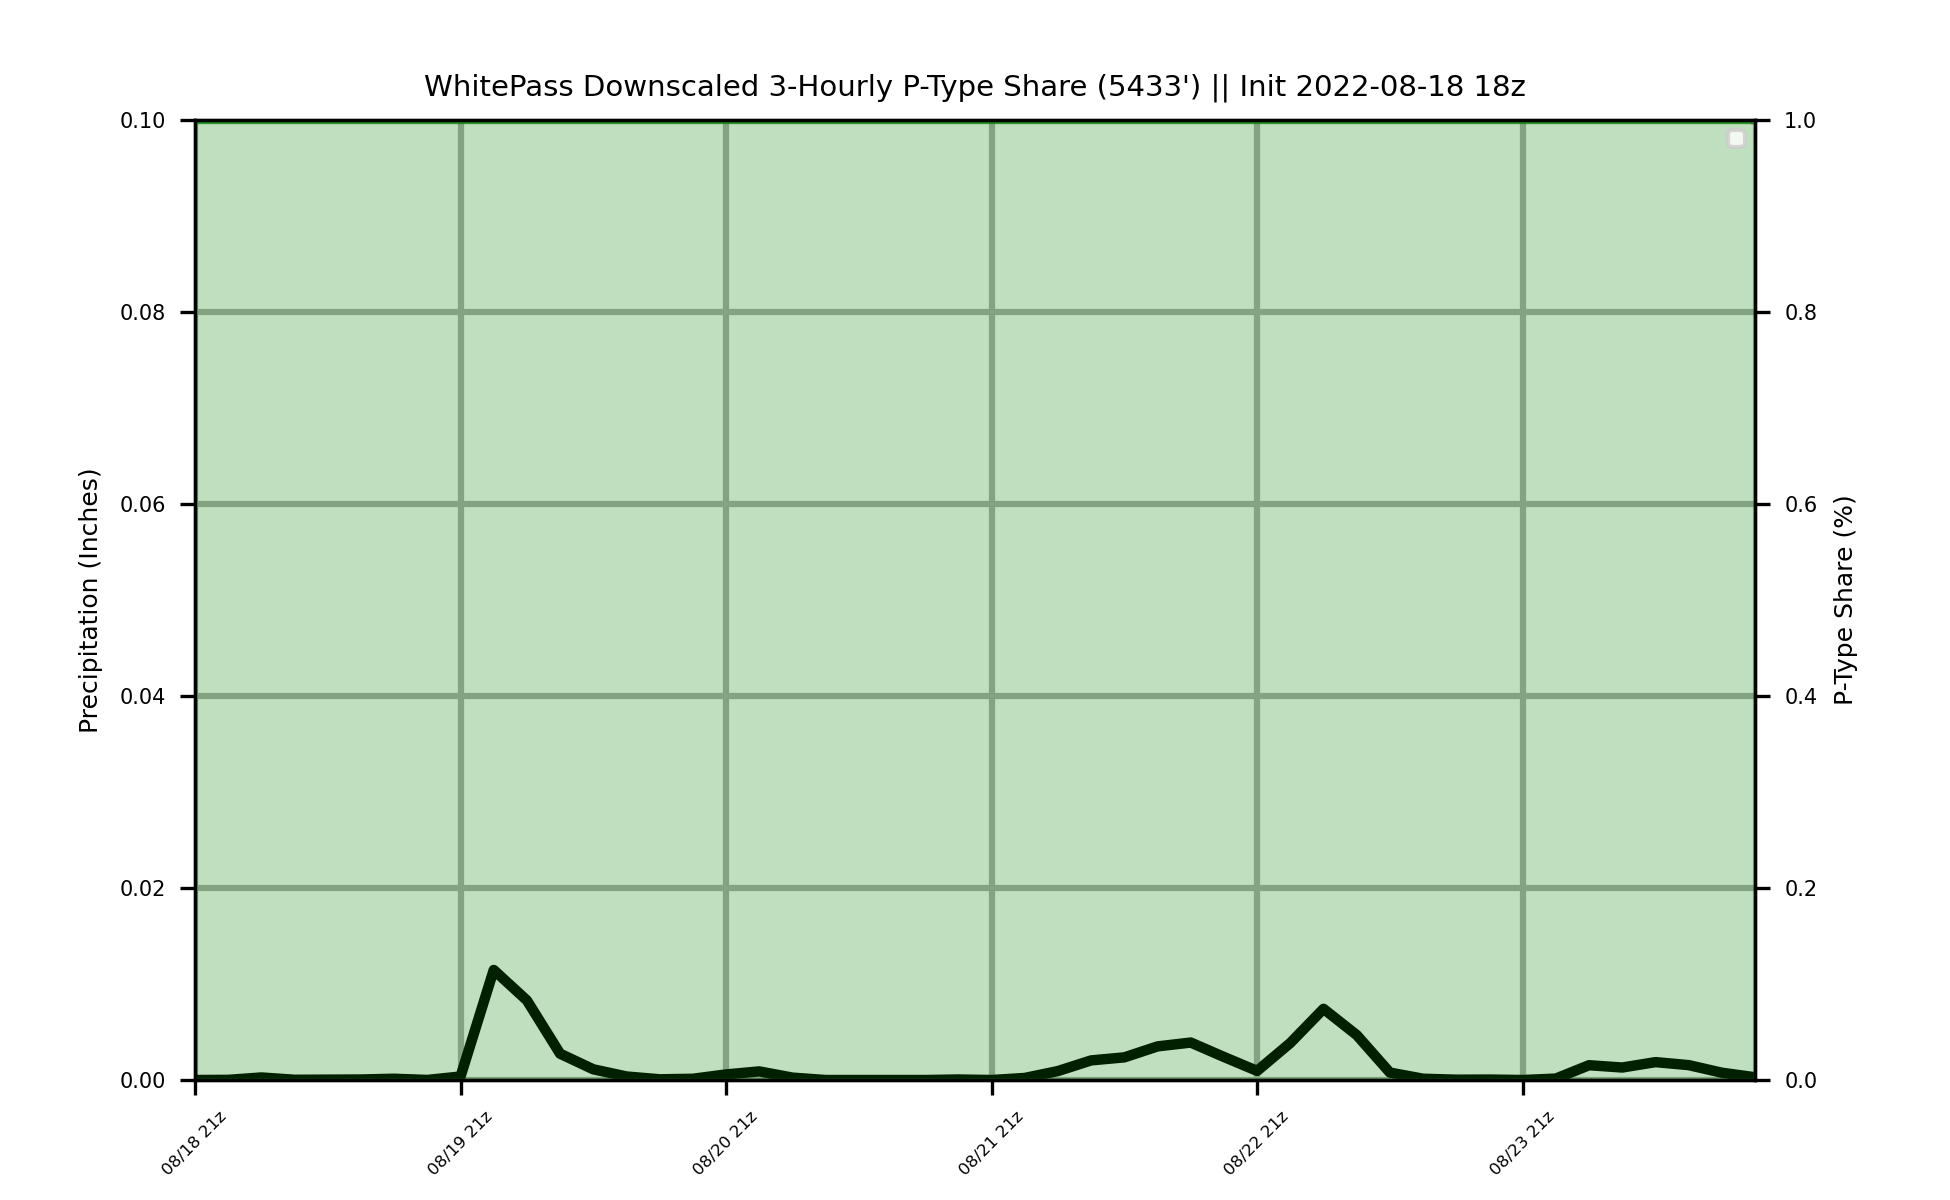 WhitePass Downscaled 3-Hourly P-Type Share (5433') || Init 2022-08-18 18z
Precipitation (Inches)
0.10
0.08
0.06
0.04
0.02
0.00
1.0
0.8
0.6
0.4
0.2
0.0
P-Type Share (%)
08/18 21z
08/19 21z
08/20 21z
08/21 21z
08/22 21z
08/23 21z